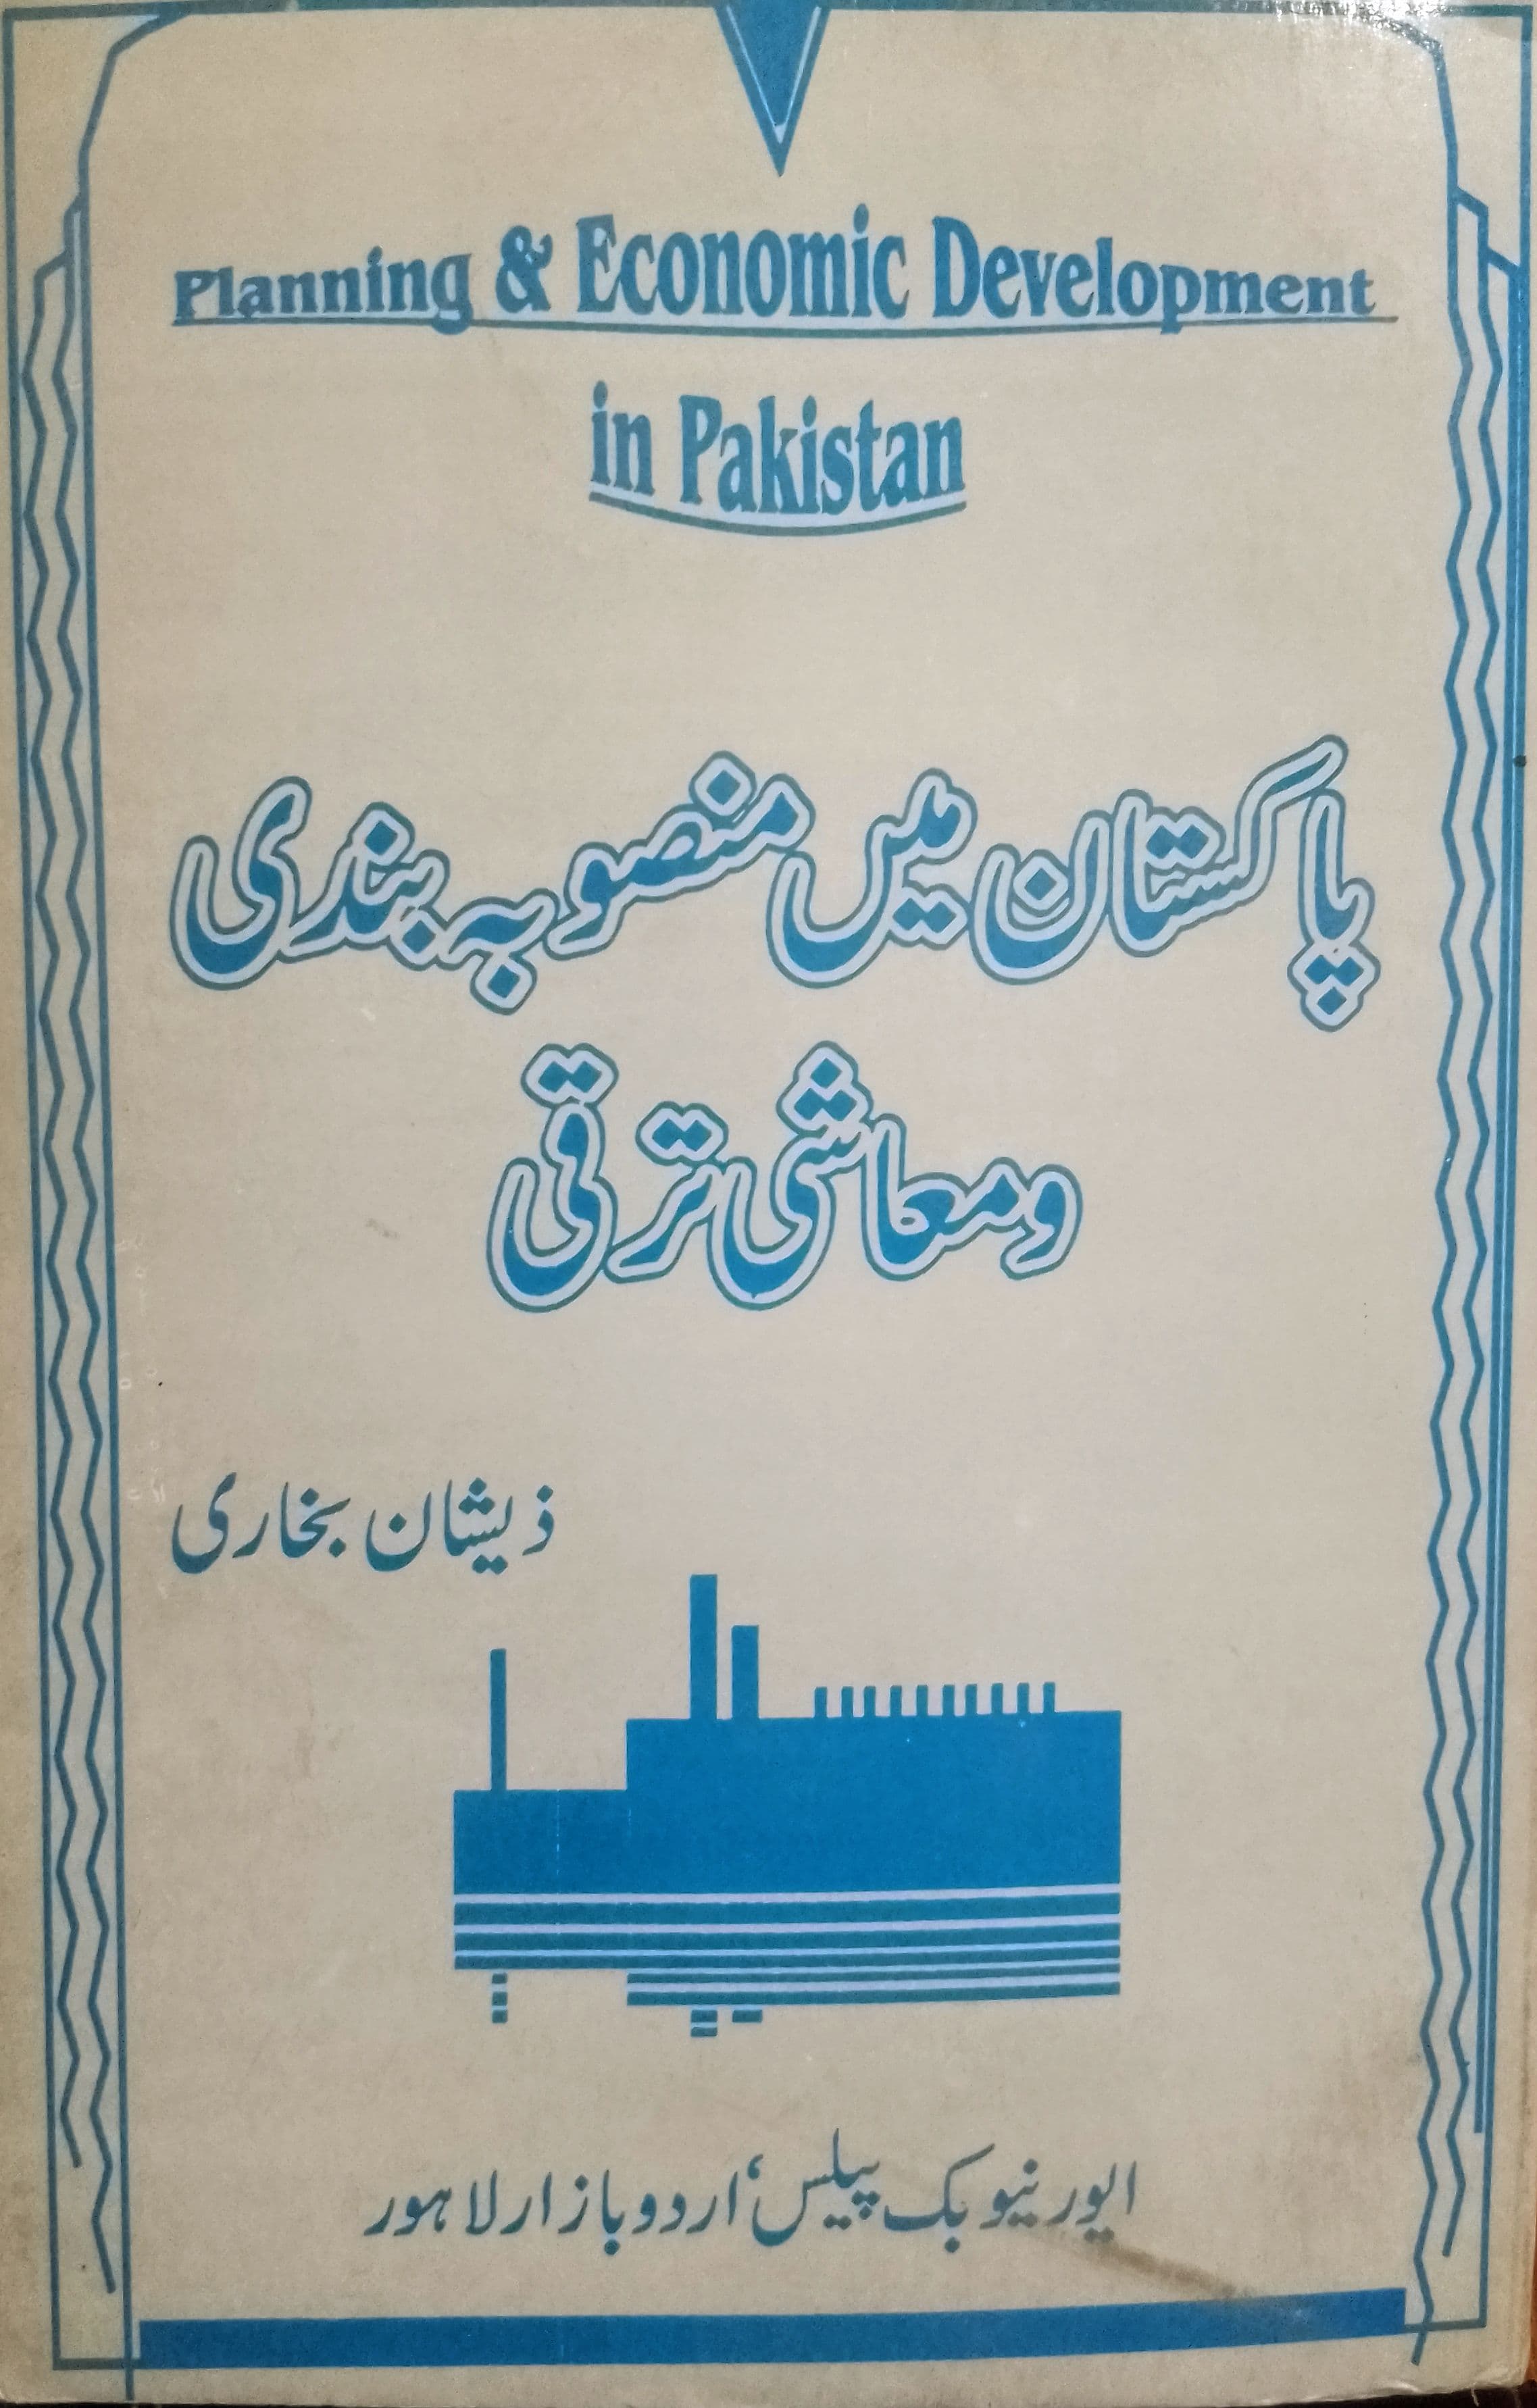 Planning & Economic Development
in Pakistan
پاکستان میں منصوبہ بندی
و معاشی ترقی
ذیشان بخاری
ایورنیو بک پیلس، اردو بازار لاہور